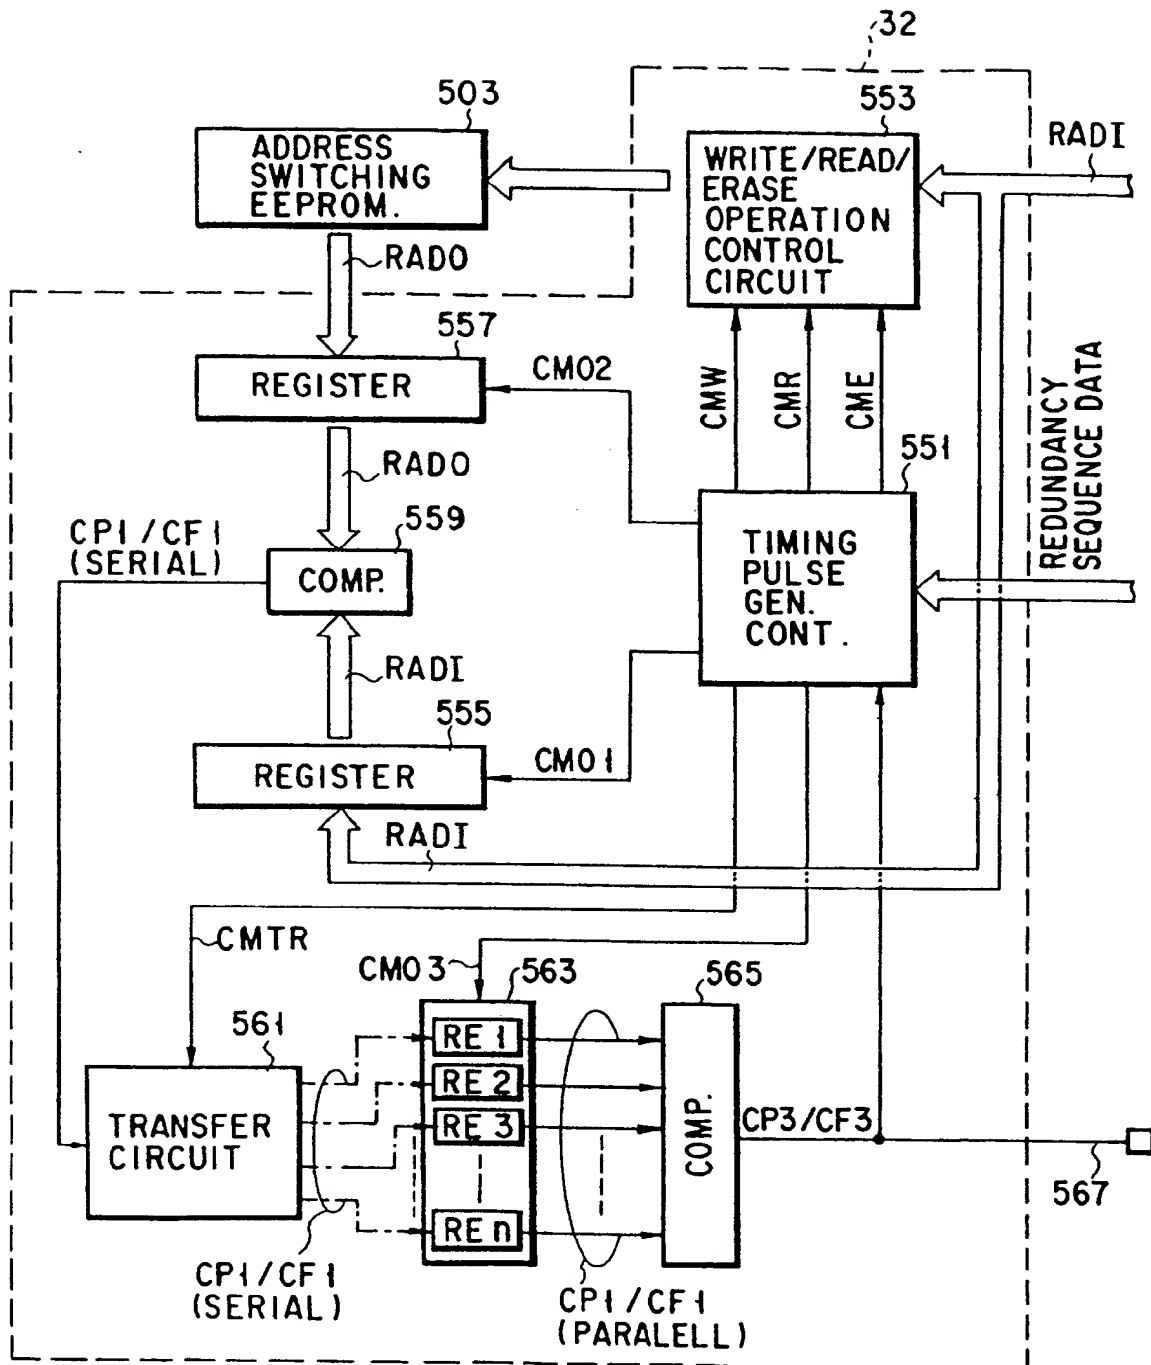 32
503
ADDRESS
SWITCHING
EEPROM.
553
WRITE/READ/
ERASE
OPERATION
CONTROL
CIRCUIT
RADI
RADO
557
REGISTER
CM02
CMW
CMR
CME
551
REDUNDANCY
SEQUENCE DATA
RADO
CP1/CF1
(SERIAL)
559
COMP.
TIMING
PULSE
GEN.
CONT.
RADI
555
REGISTER
CM01
RADI
CMTR
CM03
563
565
561
TRANSFER
CIRCUIT
RE 1
RE 2
RE 3
RE n
COMP.
CP3/CF3
567
CP1/CF1
(SERIAL)
CP1/CF1
(PARALELL)